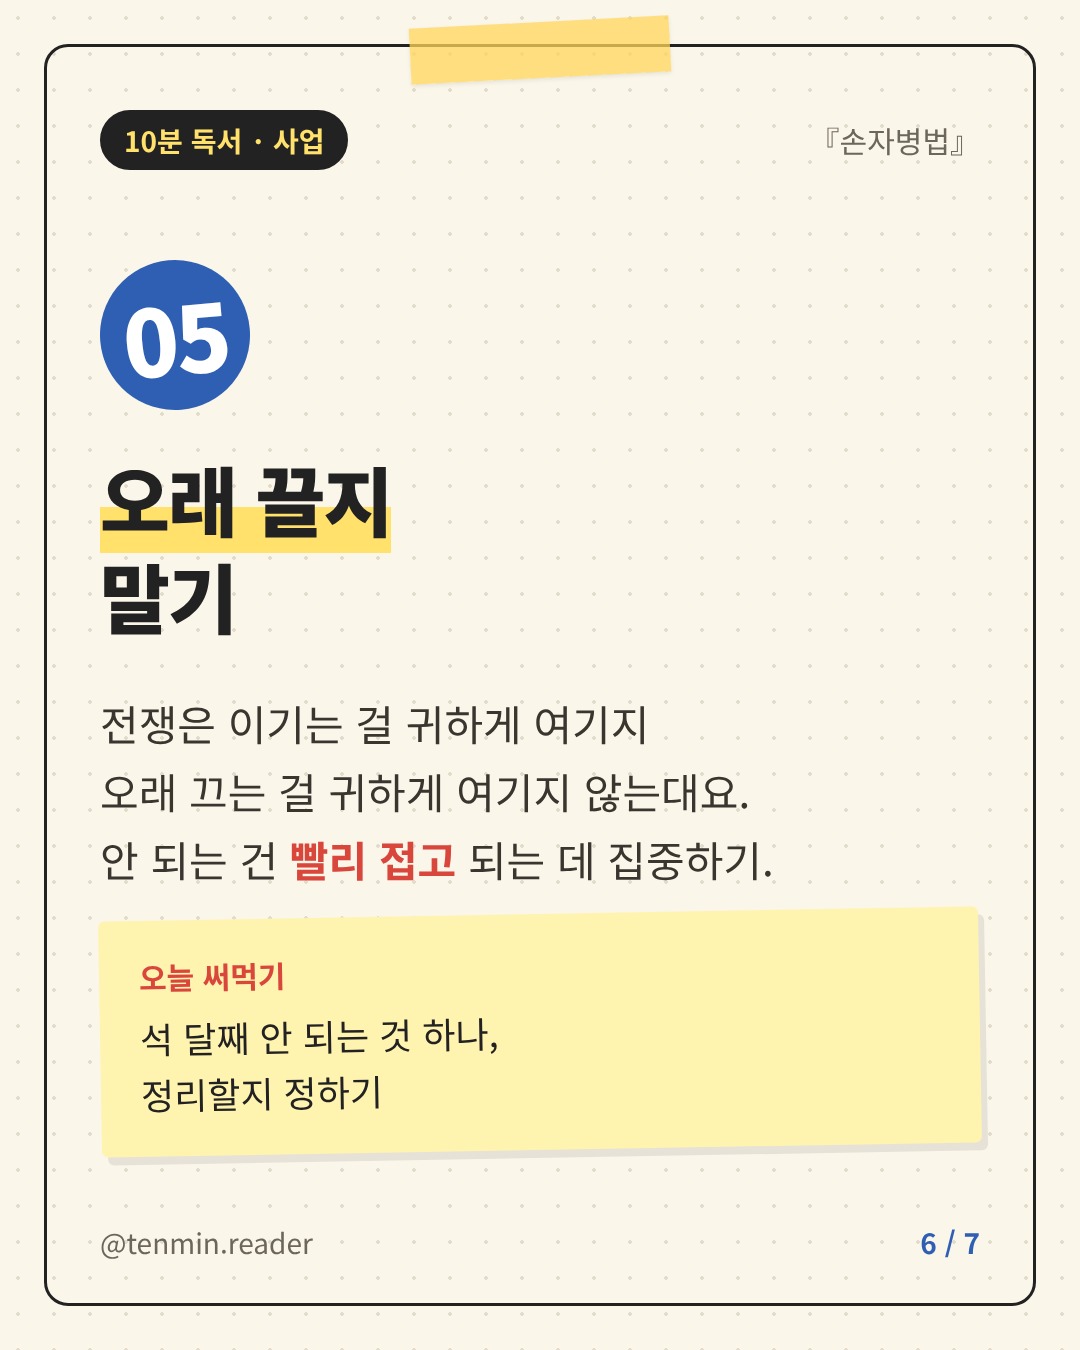 10분 독서 · 사업
『손자병법』
05
오래 끌지
말기
전쟁은 이기는 걸 귀하게 여기지
오래 끄는 걸 귀하게 여기지 않는대요.
안 되는 건 빨리 접고 되는 데 집중하기.
오늘 써먹기
석 달째 안 되는 것 하나,
정리할지 정하기
@tenmin.reader
6 / 7